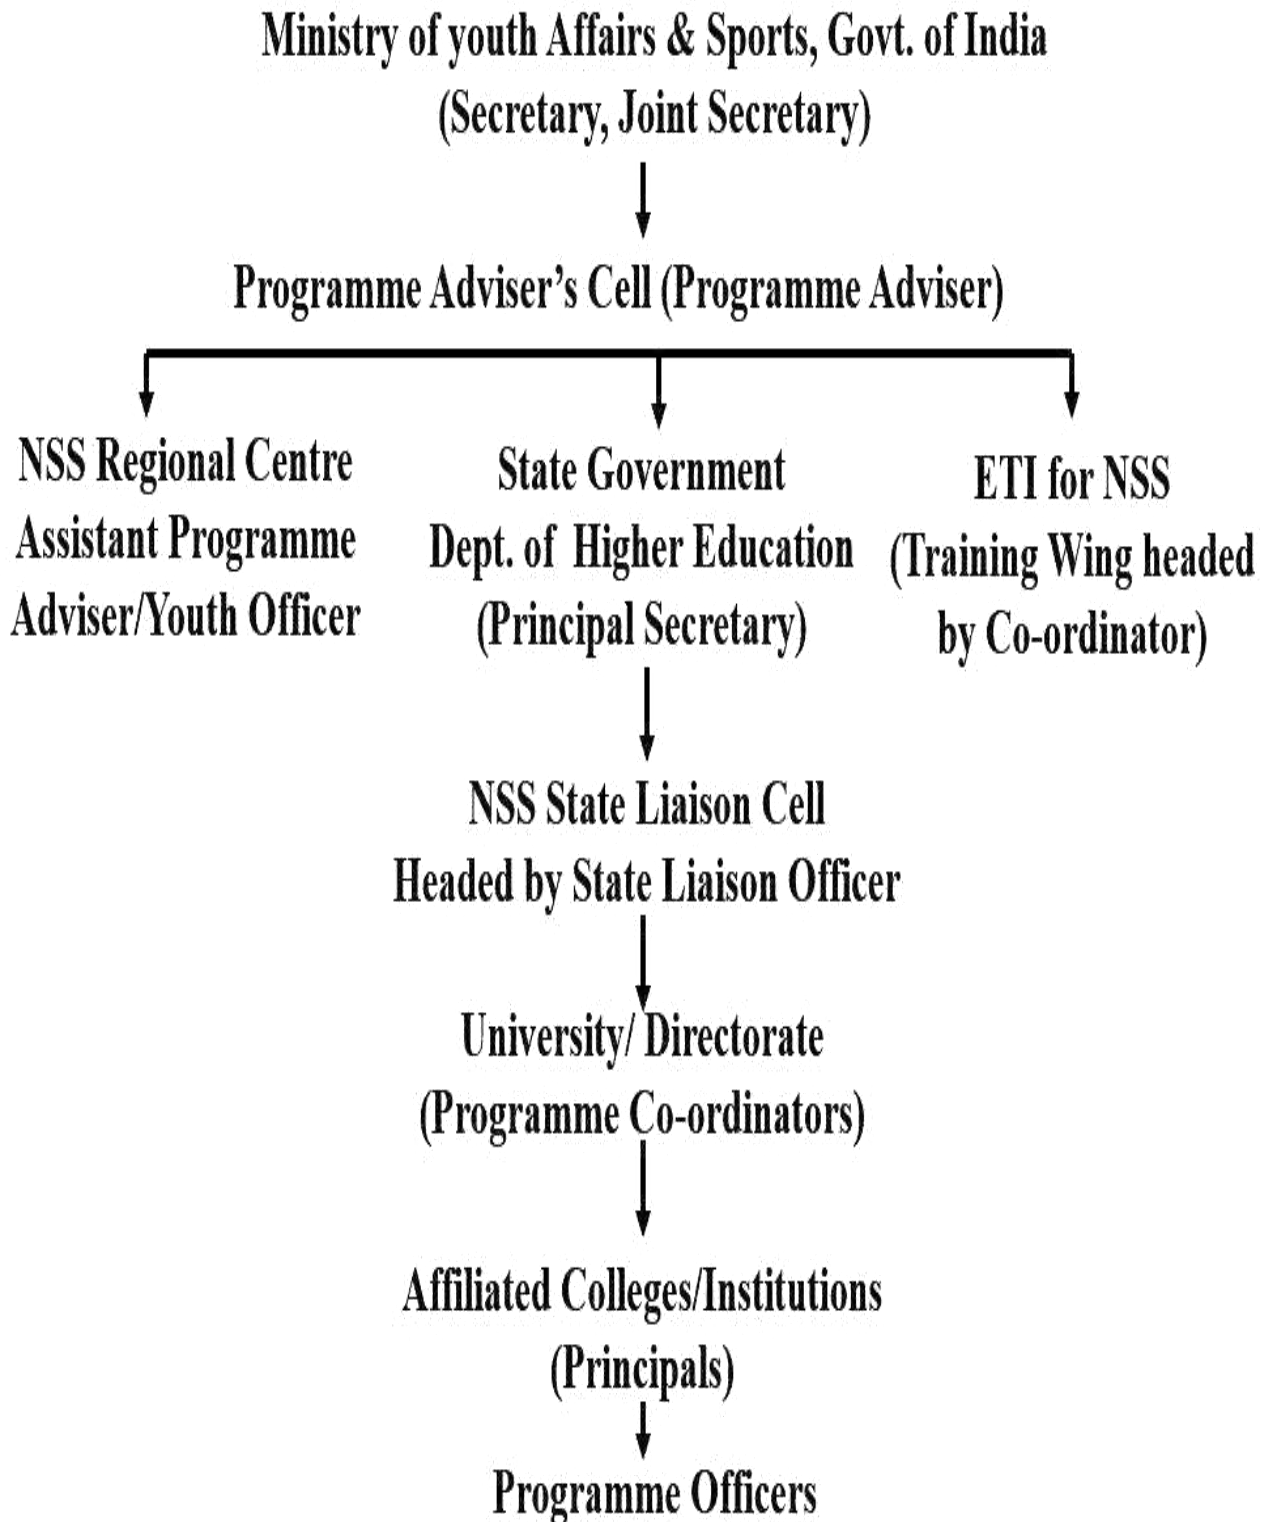 Ministry of youth Affairs & Sports, Govt. of India
(Secretary, Joint Secretary)
Programme Adviser’s Cell (Programme Adviser)
NSS Regional Centre
Assistant Programme
Adviser/Youth Officer
State Government
Dept. of Higher Education
(Principal Secretary)
ETI for NSS
(Training Wing headed
by Co-ordinator)
NSS State Liaison Cell
Headed by State Liaison Officer
University/ Directorate
(Programme Co-ordinators)
Affiliated Colleges/Institutions
(Principals)
Programme Officers